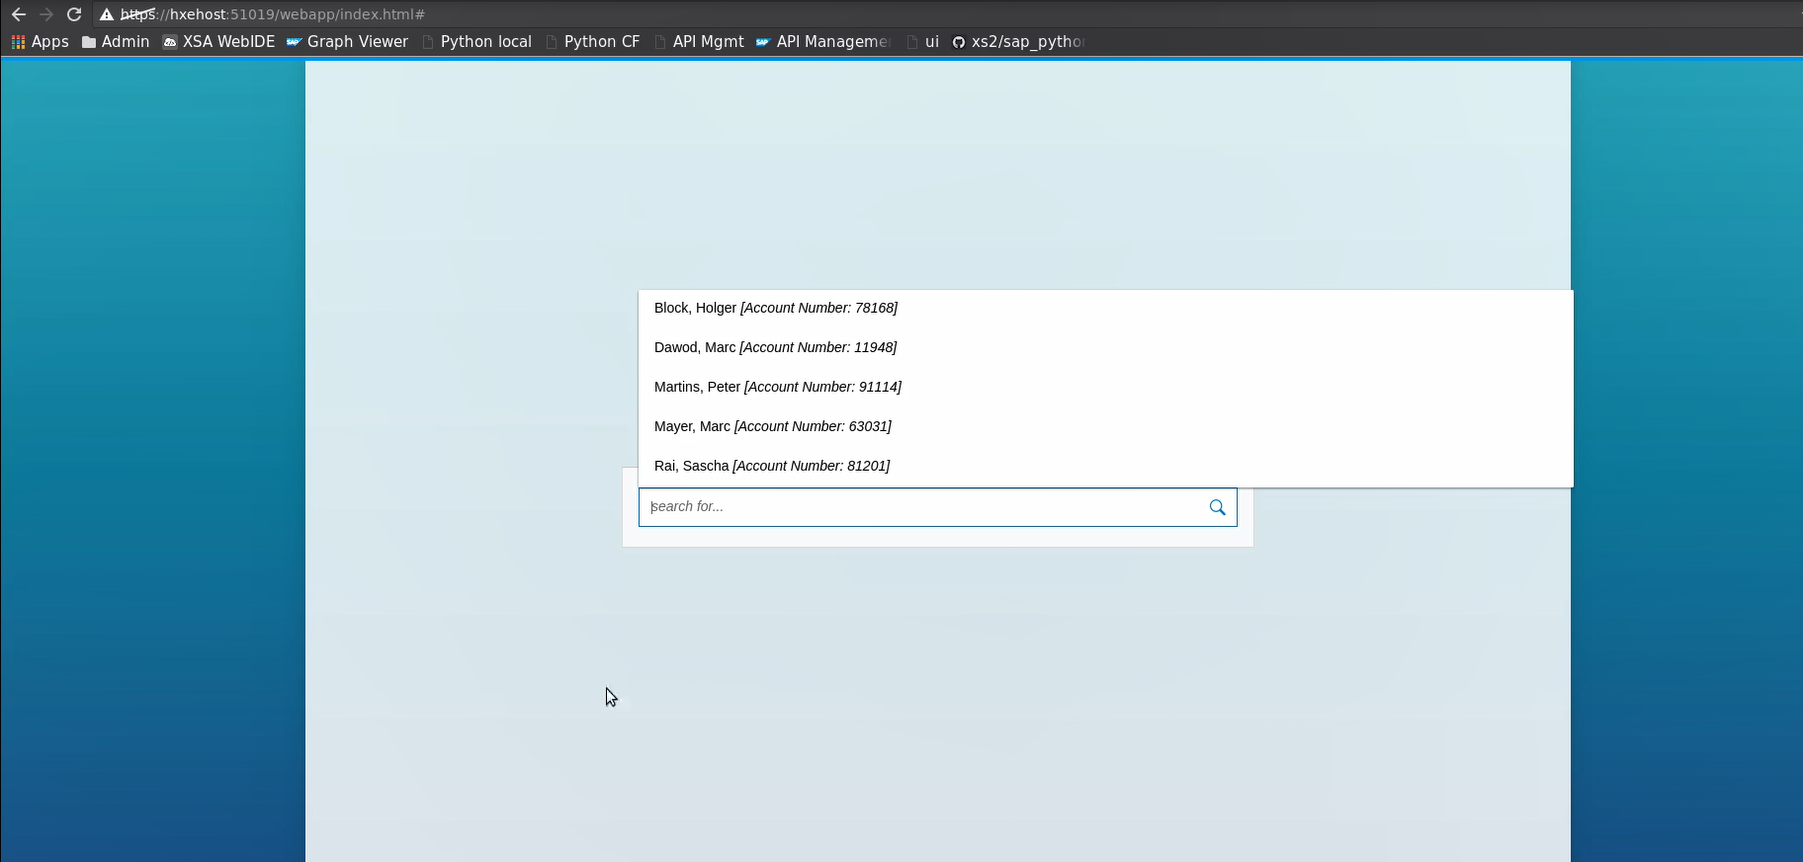 https://hxehost:51019/webapp/index.html#
Apps Admin XSA WebIDE Graph Viewer Python local Python CF API Mgmt API Manageme ui xs2/sap_pytho
Block, Holger [Account Number: 78168]
Dawod, Marc [Account Number: 11948]
Martins, Peter [Account Number: 91114]
Mayer, Marc [Account Number: 63031]
Rai, Sascha [Account Number: 81201]
search for...